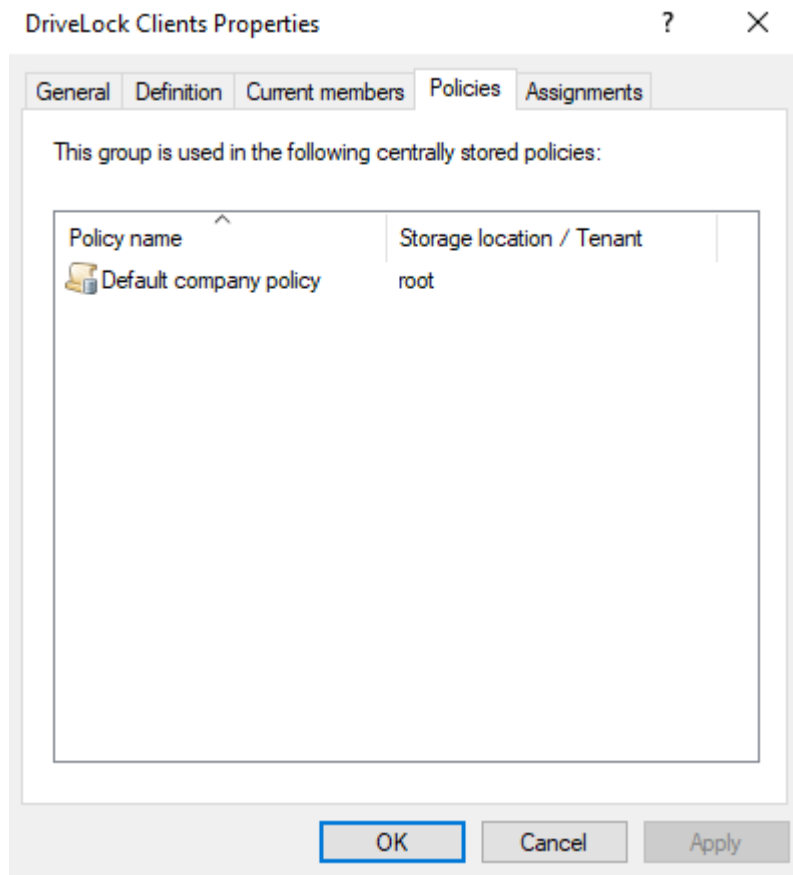 DriveLock Clients Properties ? ×
General Definition Current members Policies Assignments
This group is used in the following centrally stored policies:
Policy name Storage location / Tenant
Default company policy root
OK Cancel Apply